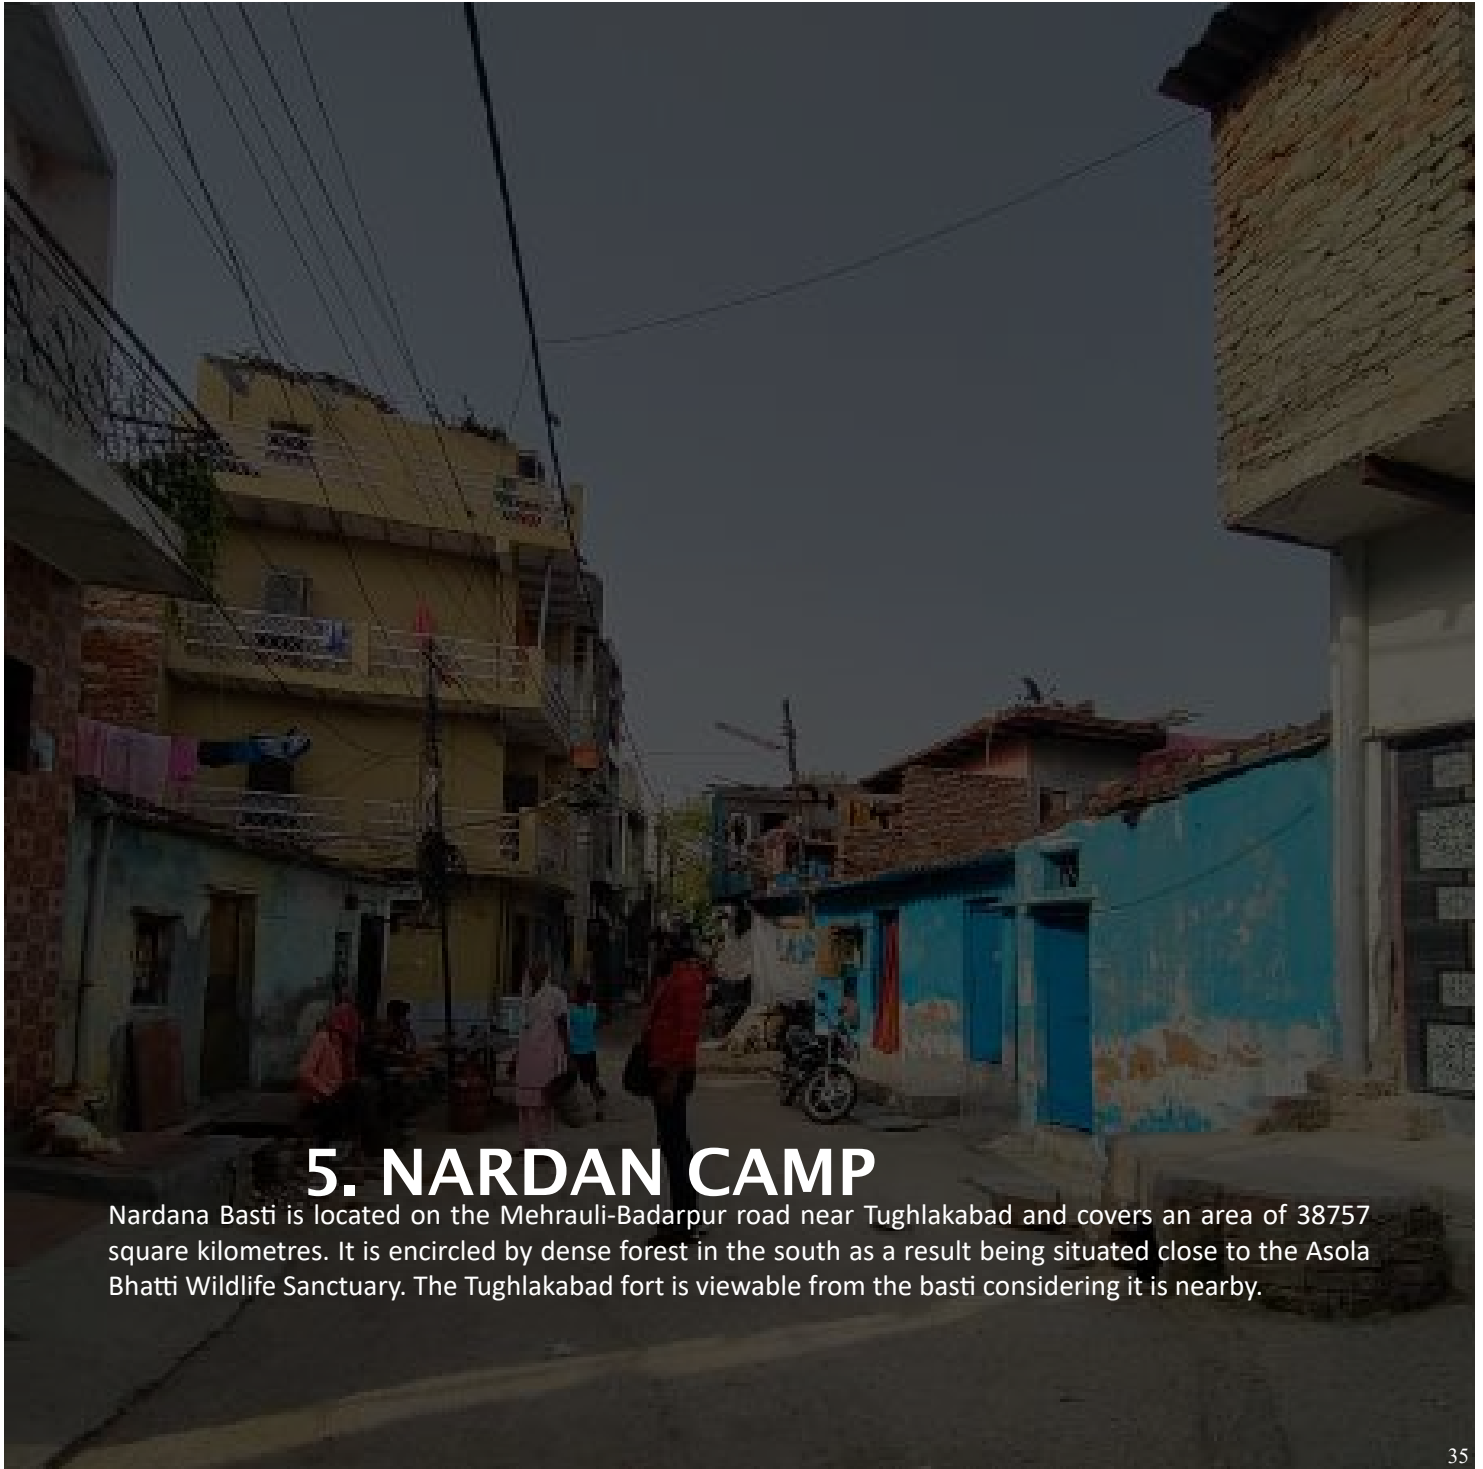 5. NARDAN CAMP
Nardana Basti is located on the Mehrauli-Badarpur road near Tughlakabad and covers an area of 38757
square kilometres. It is encircled by dense forest in the south as a result being situated close to the Asola
Bhatti Wildlife Sanctuary. The Tughlakabad fort is viewable from the basti considering it is nearby.
35